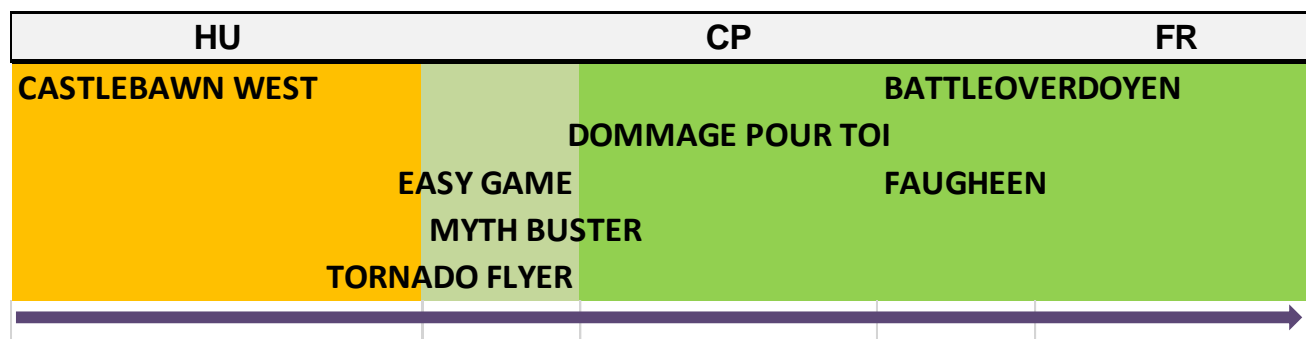 HU CP FR
CASTLEBAWN WEST BATTLEOVERDOYEN
DOMMAGE POUR TOI
EASY GAME FAUGHEEN
MYTH BUSTER
TORNADO FLYER